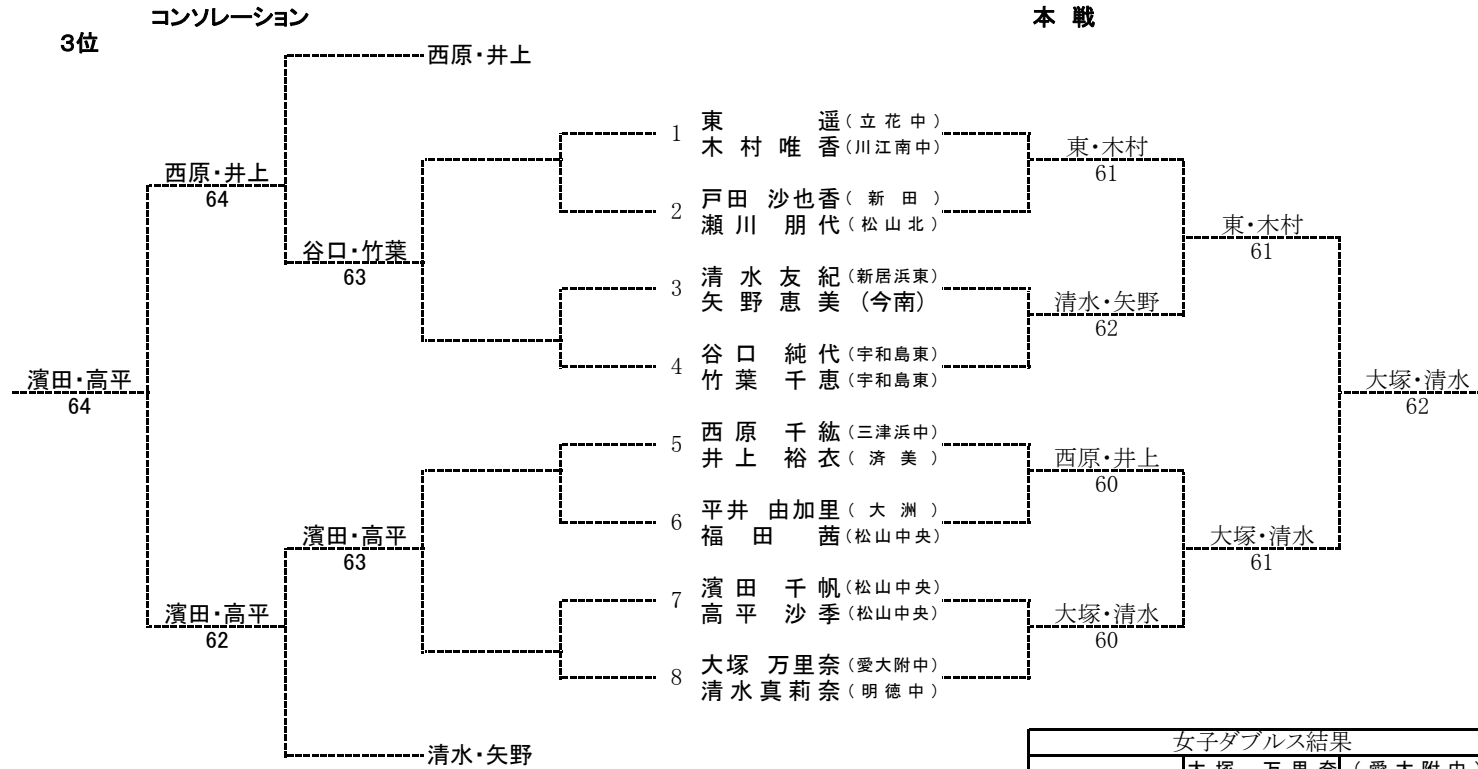 コンソレーション
本 戦
3位
西原・井上
1 東 遥 (立花中)
木村唯香 (川江南中)
東・木村
61
西原・井上
64
2 戸田 沙也香 (新田)
瀬川 朋代 (松山北)
東・木村
61
谷口・竹葉
63
3 清水友紀 (新居浜東)
矢野恵美 (今南)
清水・矢野
62
4 谷口 純代 (宇和島東)
竹葉 千恵 (宇和島東)
濱田・高平
64
大塚・清水
62
5 西原 千紘 (三津浜中)
井上 裕衣 (済美)
西原・井上
60
6 平井 由加里 (大洲)
福田 茜 (松山中央)
濱田・高平
63
大塚・清水
61
7 濱田 千帆 (松山中央)
高平 沙季 (松山中央)
濱田・高平
62
大塚・清水
60
8 大塚 万里奈 (愛大附中)
清水真莉奈 (明徳中)
清水・矢野
女子ダブルス結果
大塚 万里奈 (愛大附中)